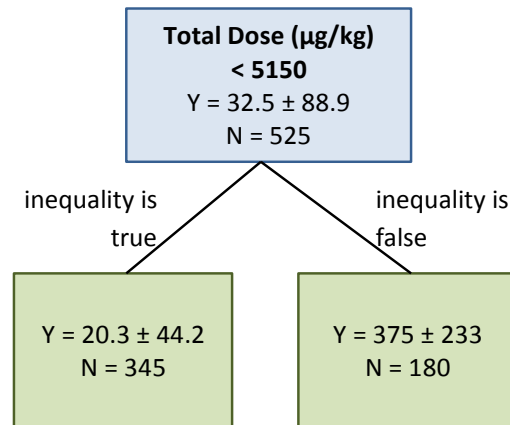 Total Dose (µg/kg)
< 5150
Y = 32.5 ± 88.9
N = 525
inequality is
true
inequality is
false
Y = 20.3 ± 44.2
N = 345
Y = 375 ± 233
N = 180